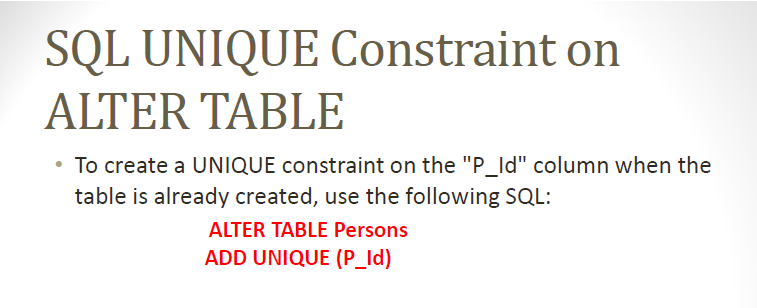 SQL UNIQUE Constraint on
ALTER TABLE
• To create a UNIQUE constraint on the "P_Id" column when the
table is already created, use the following SQL:
ALTER TABLE Persons
ADD UNIQUE (P_Id)